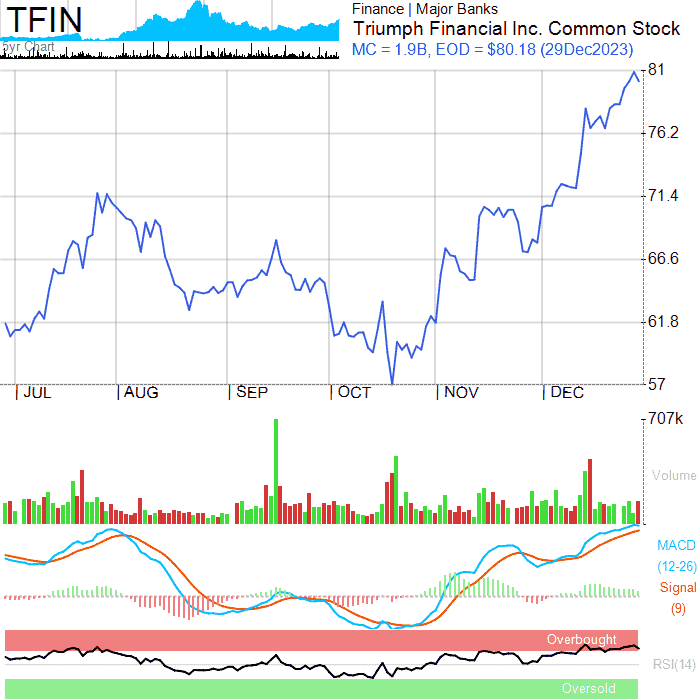 TFIN
5yr Chart
Finance | Major Banks
Triumph Financial Inc. Common Stock
MC = 1.9B, EOD = $80.18 (29Dec2023)
81
76.2
71.4
66.6
61.8
57
| JUL | AUG | SEP | OCT | NOV | DEC
707k
Volume
MACD
(12-26)
Signal
(9)
Overbought
RSI(14)
Oversold